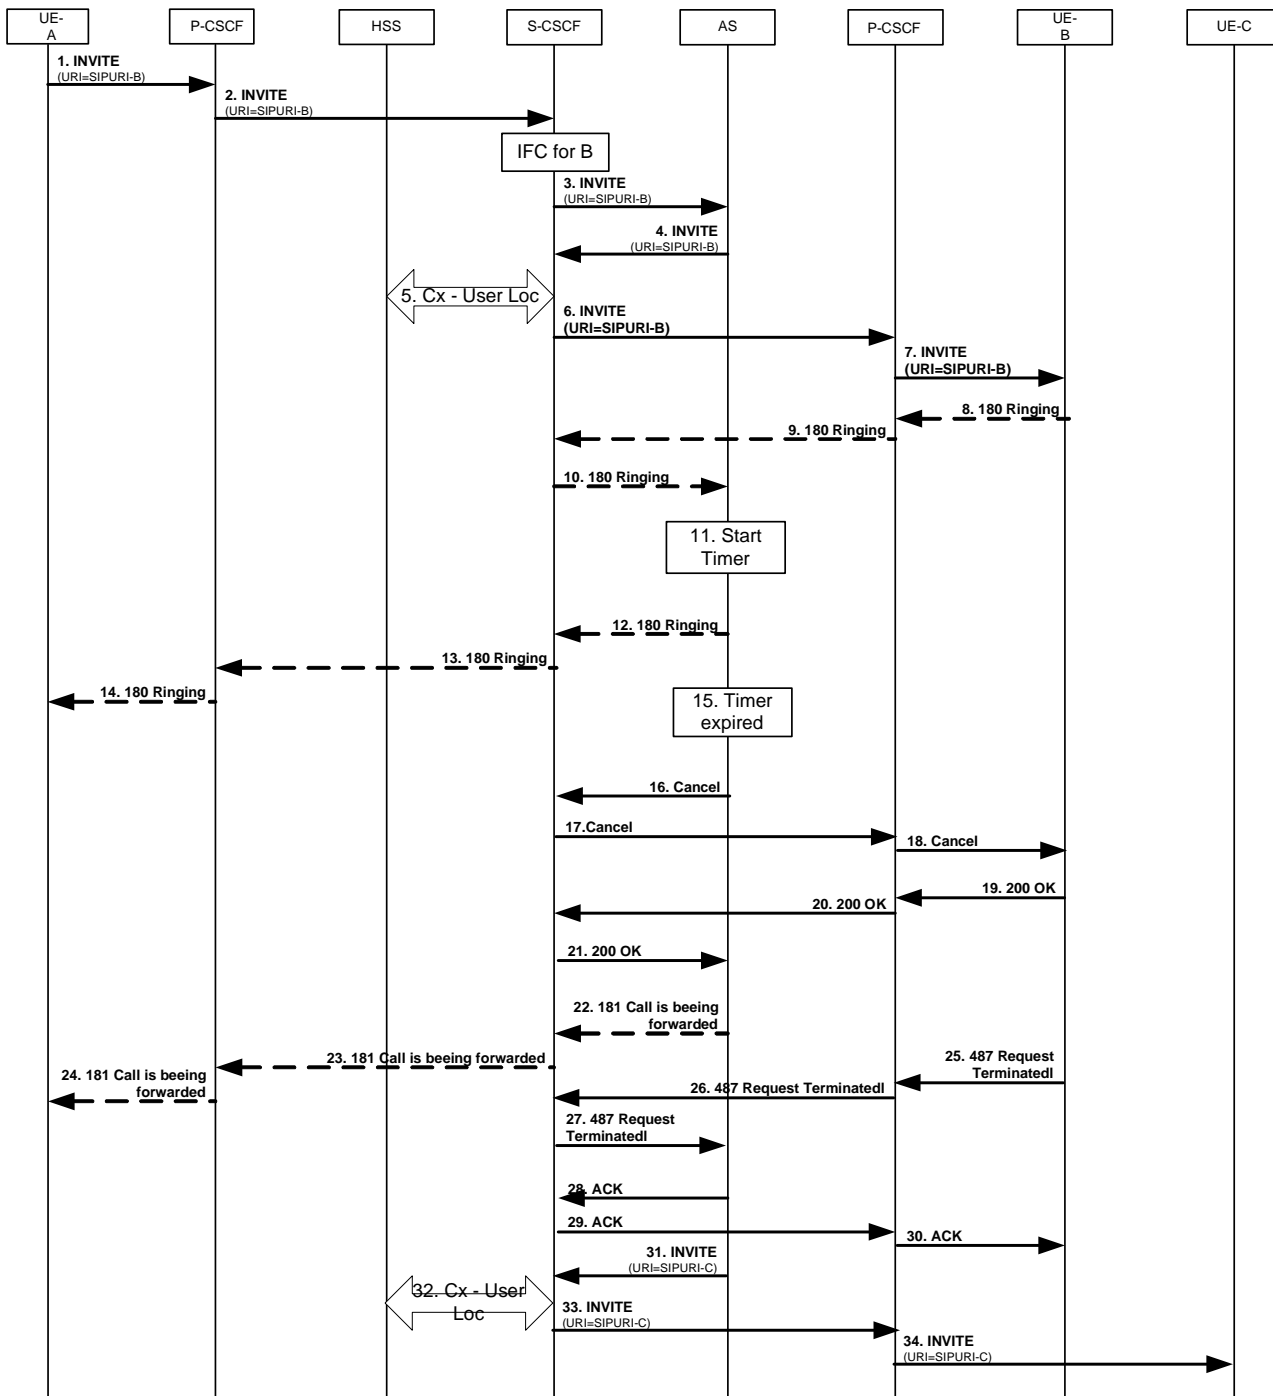 UE-
A
P-CSCF
HSS
S-CSCF
AS
P-CSCF
UE-
B
UE-C
1. INVITE
(URI=SIPURI-B)
2. INVITE
(URI=SIPURI-B)
IFC for B
3. INVITE
(URI=SIPURI-B)
4. INVITE
(URI=SIPURI-B)
5. Cx - User Loc
6. INVITE
(URI=SIPURI-B)
7. INVITE
(URI=SIPURI-B)
8. 180 Ringing
9. 180 Ringing
10. 180 Ringing
11. Start
Timer
12. 180 Ringing
13. 180 Ringing
14. 180 Ringing
15. Timer
expired
16. Cancel
17.Cancel
18. Cancel
19. 200 OK
20. 200 OK
21. 200 OK
22. 181 Call is beeing
forwarded
23. 181 Call is beeing forwarded
24. 181 Call is beeing
forwarded
25. 487 Request
Terminatedl
26. 487 Request Terminatedl
27. 487 Request
Terminatedl
28. ACK
29. ACK
30. ACK
31. INVITE
(URI=SIPURI-C)
32. Cx - User
Loc
33. INVITE
(URI=SIPURI-C)
34. INVITE
(URI=SIPURI-C)